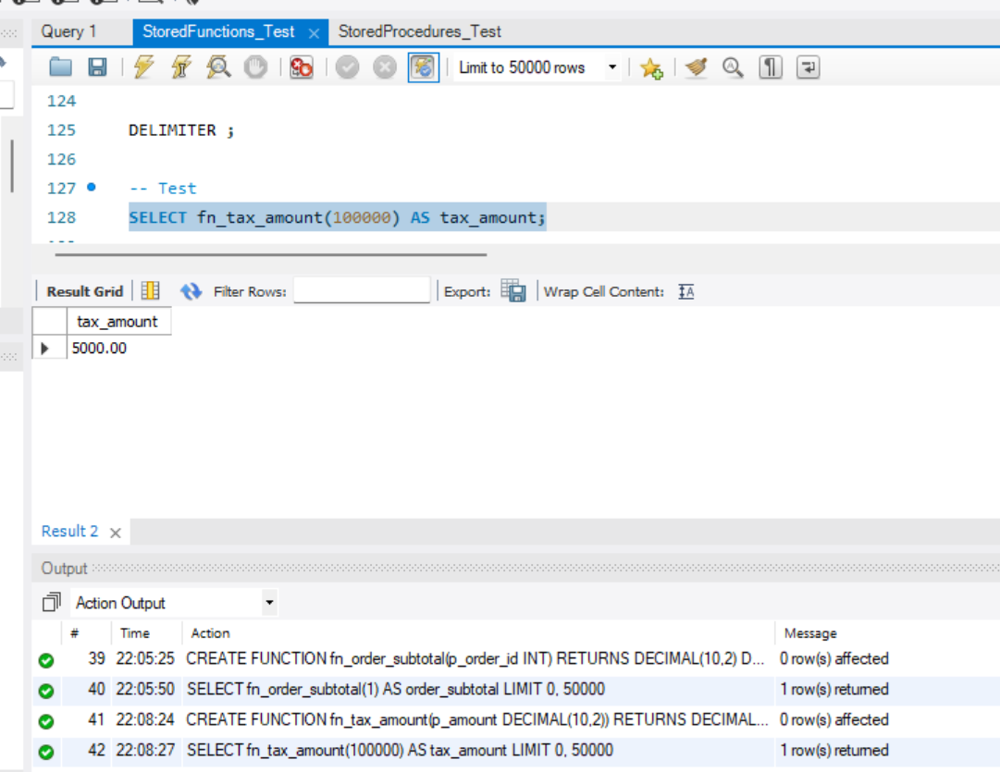 Query 1 StoredFunctions_Test × StoredProcedures_Test
Limit to 50000 rows
124
125 DELIMITER ;
126
127 -- Test
128 SELECT fn_tax_amount(100000) AS tax_amount;
Result Grid Filter Rows: Export: Wrap Cell Content: IA
tax_amount
5000.00
Result 2 ×
Output
Action Output
# Time Action Message
39 22:05:25 CREATE FUNCTION fn_order_subtotal(p_order_id INT) RETURNS DECIMAL(10,2) D... 0 row(s) affected
40 22:05:50 SELECT fn_order_subtotal(1) AS order_subtotal LIMIT 0, 50000 1 row(s) returned
41 22:08:24 CREATE FUNCTION fn_tax_amount(p_amount DECIMAL(10,2)) RETURNS DECIMAL... 0 row(s) affected
42 22:08:27 SELECT fn_tax_amount(100000) AS tax_amount LIMIT 0, 50000 1 row(s) returned